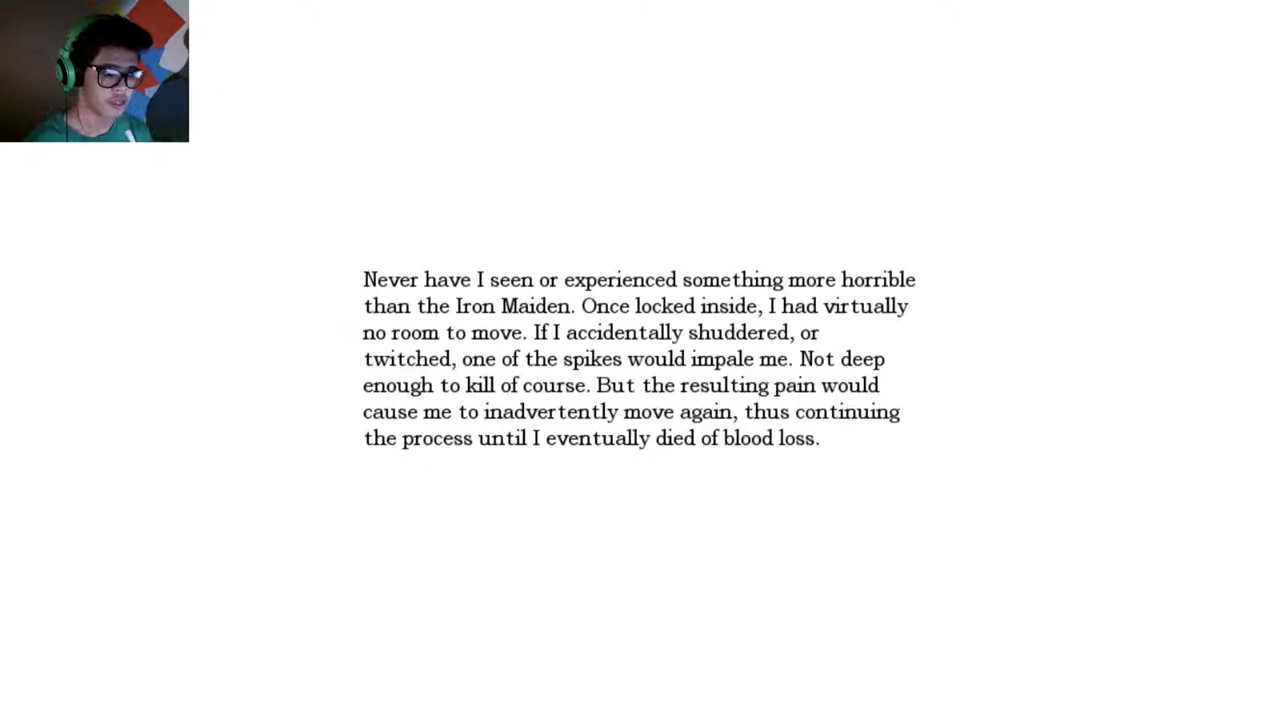 Never have I seen or experienced something more horrible
than the Iron Maiden. Once locked inside, I had virtually
no room to move. If I accidentally shuddered, or
twitched, one of the spikes would impale me. Not deep
enough to kill of course. But the resulting pain would
cause me to inadvertently move again, thus continuing
the process until I eventually died of blood loss.